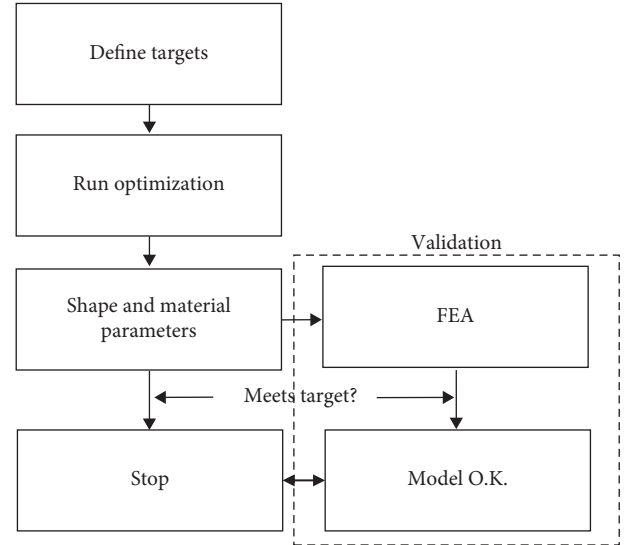 Define targets
Run optimization
Validation
Shape and material
parameters
FEA
Meets target?
Stop
Model O.K.